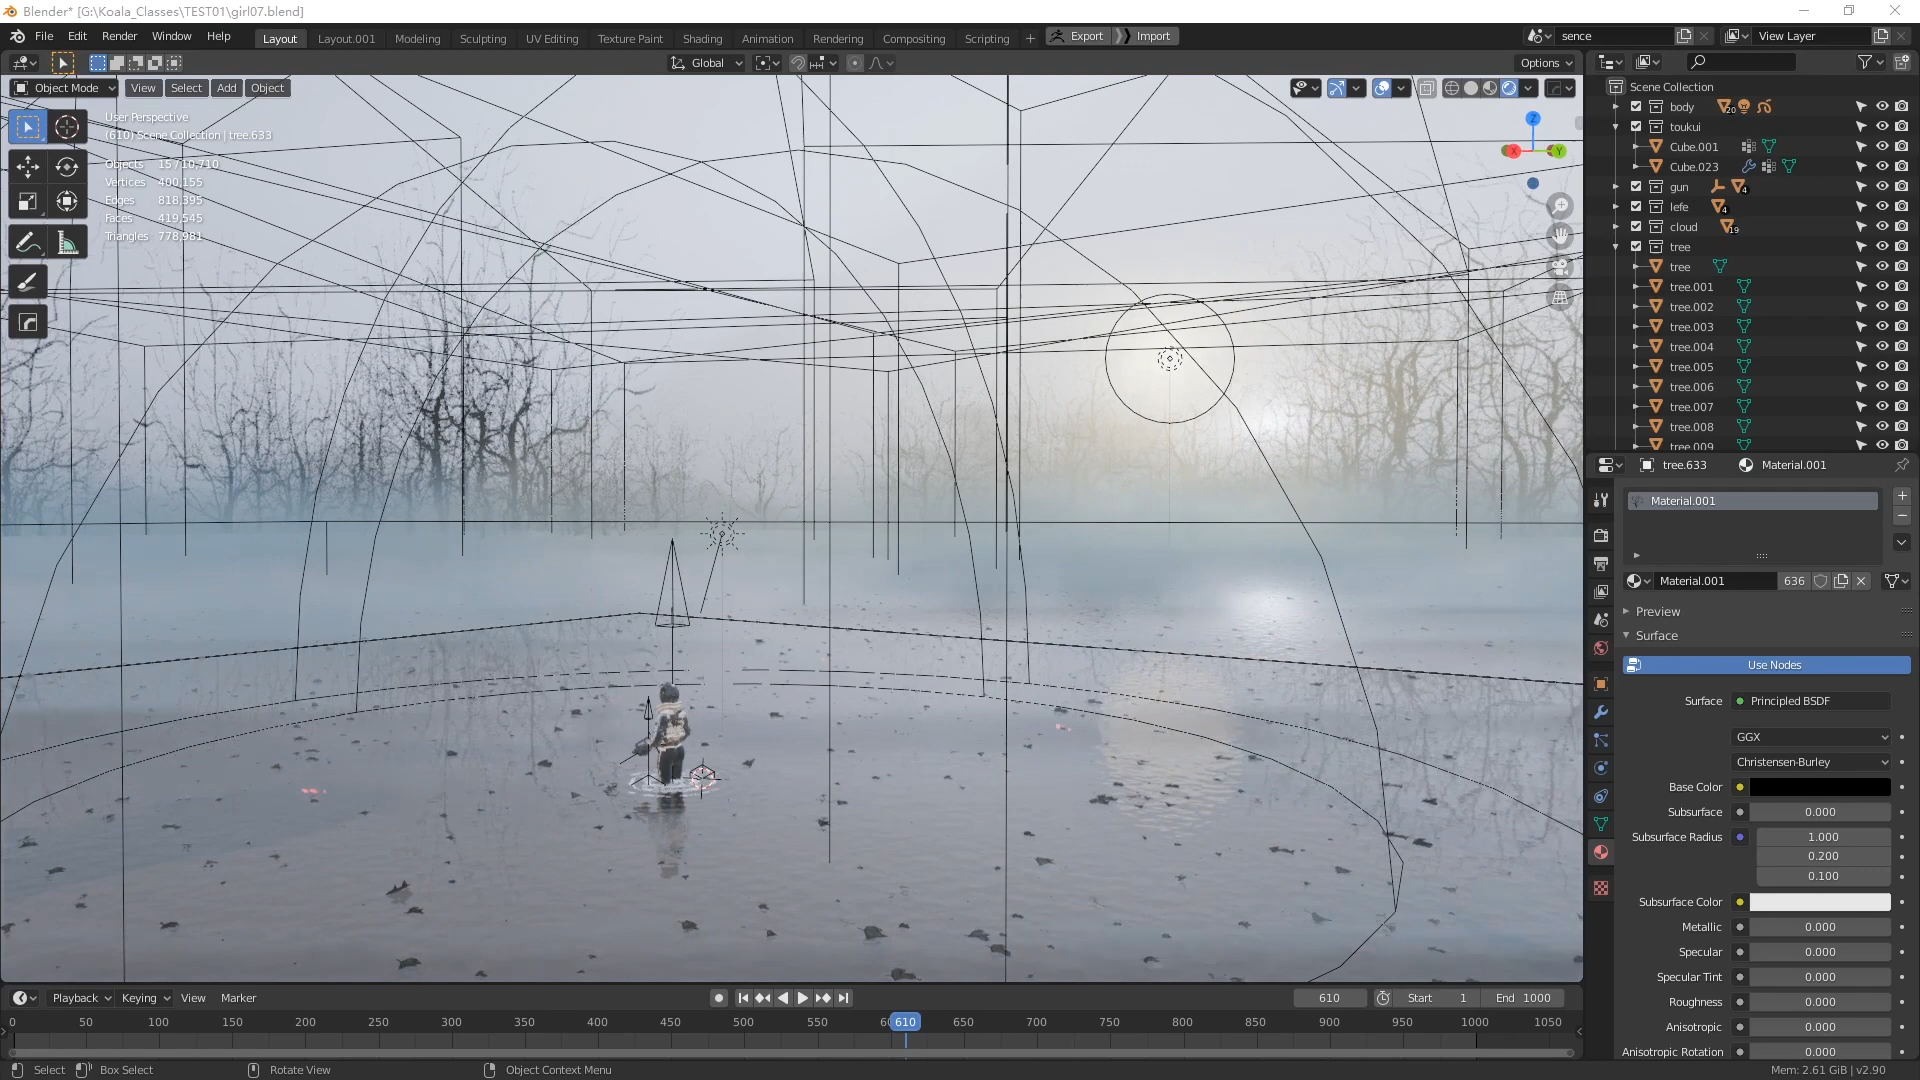 Blender* [G:\Koala_Classes\TEST01\girl07.blend]
File Edit Render Window Help Layout Layout.001 Modeling Sculpting UV Editing Texture Paint Shading Animation Rendering Compositing Scripting + Export Import sence View Layer
Global Options
Object Mode View Select Add Object
User Perspective
(610) Scene Collection | tree.633
Objects 15/710,710
Vertices 400,155
Edges 818,395
Faces 419,545
Triangles 778,981
Z
X Y
Scene Collection
body 20
toukui
Cube.001
Cube.023
gun 4
lefe 4
cloud 19
tree
tree
tree.001
tree.002
tree.003
tree.004
tree.005
tree.006
tree.007
tree.008
tree.009
tree.633 Material.001
Material.001
Material.001 636
Preview
Surface
Use Nodes
Surface Principled BSDF
GGX
Christensen-Burley
Base Color
Subsurface 0.000
Subsurface Radius 1.000
0.200
0.100
Subsurface Color
Metallic 0.000
Specular 0.000
Specular Tint 0.000
Roughness 0.000
Anisotropic 0.000
Anisotropic Rotation 0.000
Playback Keying View Marker 610 Start 1 End 1000
0 50 100 150 200 250 300 350 400 450 500 550 610 650 700 750 800 850 900 950 1000 1050
Select Box Select Rotate View Object Context Menu Mem: 2.61 GiB | v2.90